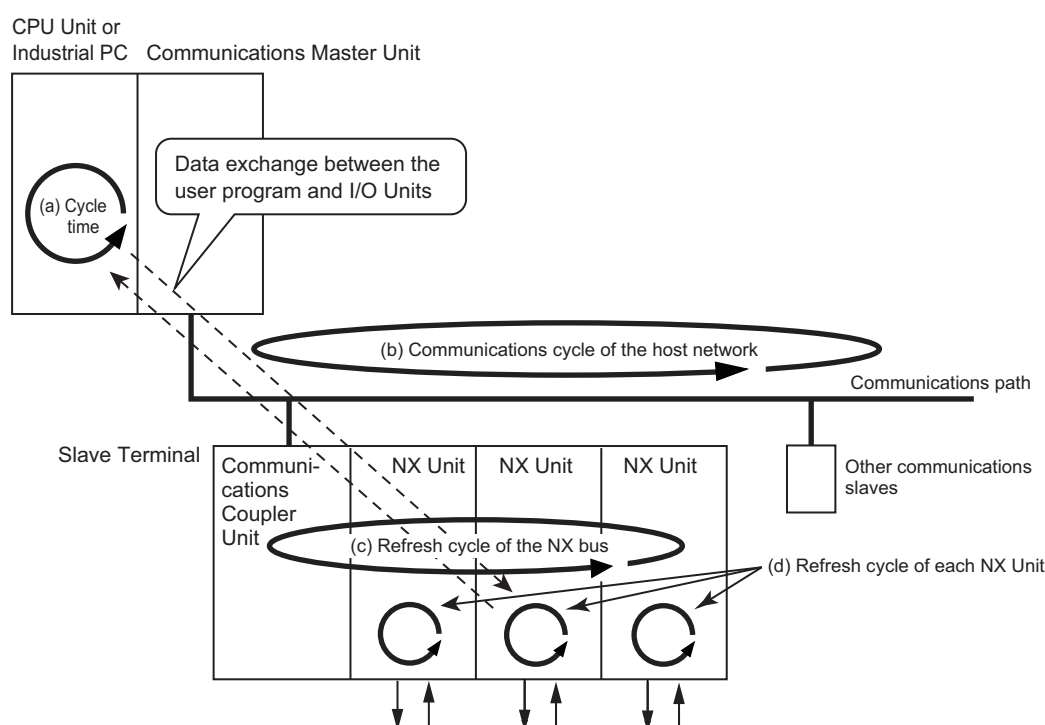 CPU Unit or
Industrial PC
Communications Master Unit
Data exchange between the
user program and I/O Units
(a) Cycle
time
(b) Communications cycle of the host network
Communications path
Slave Terminal
Communi-
cations
Coupler
Unit
NX Unit
NX Unit
NX Unit
Other communications
slaves
(c) Refresh cycle of the NX bus
(d) Refresh cycle of each NX Unit